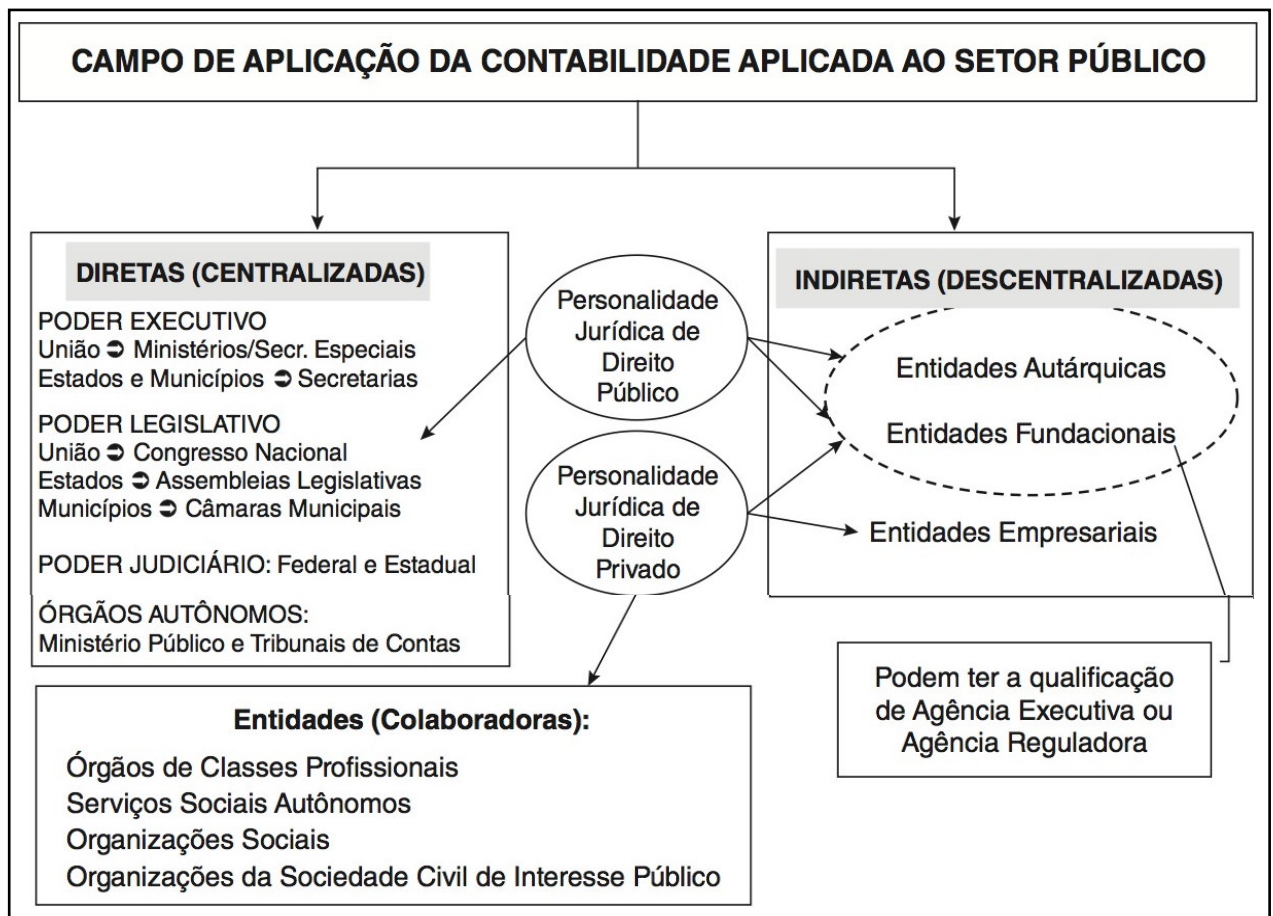 CAMPO DE APLICAÇÃO DA CONTABILIDADE APLICADA AO SETOR PÚBLICO
DIRETAS (CENTRALIZADAS)
PODER EXECUTIVO
União ➲ Ministérios/Secr. Especiais
Estados e Municípios ➲ Secretarias
PODER LEGISLATIVO
União ➲ Congresso Nacional
Estados ➲ Assembleias Legislativas
Municípios ➲ Câmaras Municipais
PODER JUDICIÁRIO: Federal e Estadual
ÓRGÃOS AUTÔNOMOS:
Ministério Público e Tribunais de Contas
Personalidade
Jurídica de
Direito
Público
Personalidade
Jurídica de
Direito
Privado
INDIRETAS (DESCENTRALIZADAS)
Entidades Autárquicas
Entidades Fundacionais
Entidades Empresariais
Podem ter a qualificação
de Agência Executiva ou
Agência Reguladora
Entidades (Colaboradoras):
Órgãos de Classes Profissionais
Serviços Sociais Autônomos
Organizações Sociais
Organizações da Sociedade Civil de Interesse Público